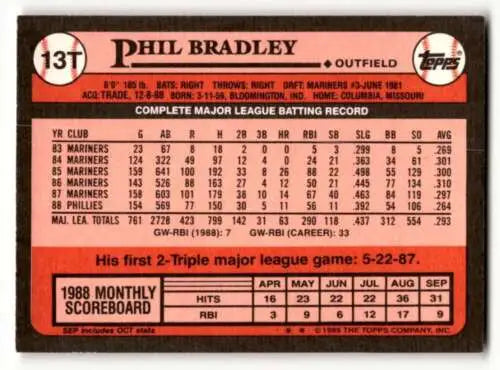 13T
PHIL BRADLEY
OUTFIELD
Topps
6'0" 185 lb. BATS: RIGHT THROWS: RIGHT DRFT: MARINERS #3-JUNE 1981
ACQ: TRADE, 12-8-88 BORN: 3-11-59, BLOOMINGTON, IND. HOME: COLUMBIA, MISSOURI
COMPLETE MAJOR LEAGUE BATTING RECORD
YR CLUB G AB R H 2B 3B HR RBI SB SLG BB SO AVG
83 MARINERS 23 67 8 18 2 0 0 5 3 .299 8 5 .269
84 MARINERS 124 322 49 97 12 4 0 24 21 .363 34 61 .301
85 MARINERS 159 641 100 192 33 8 26 88 22 .498 55 129 .300
86 MARINERS 143 526 88 163 27 4 12 50 21 .445 77 134 .310
87 MARINERS 158 603 101 179 38 10 14 67 40 .463 84 119 .297
88 PHILLIES 154 569 77 150 30 5 11 56 11 .392 54 106 .264
MAJ. LEA. TOTALS 761 2728 423 799 142 31 63 290 118 .437 312 554 .293
GW-RBI (1988): 7 GW-RBI (CAREER): 33
His first 2-Triple major league game: 5-22-87.
1988 MONTHLY SCOREBOARD
APR MAY JUN JUL AUG SEP
HITS 16 23 22 22 36 31
RBI 3 9 6 12 17 9
SEP includes OCT stats
** © 1989 THE TOPPS COMPANY, INC.